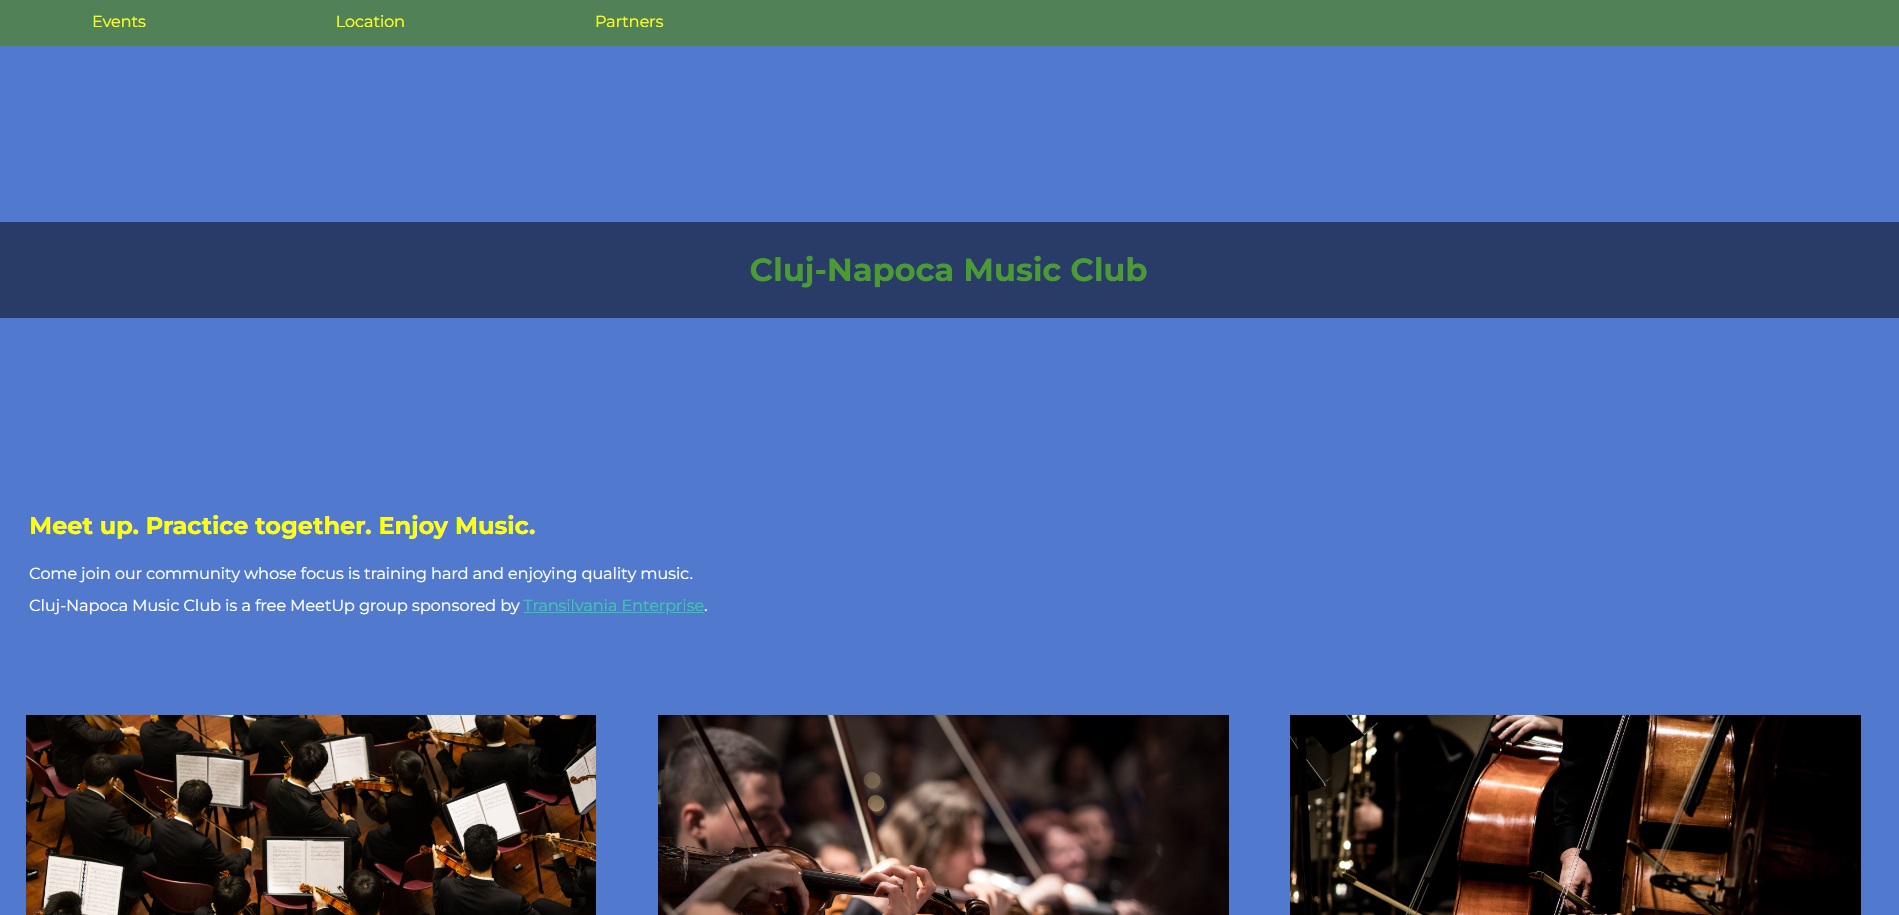 Events
Location
Partners
Cluj-Napoca Music Club
Meet up. Practice together. Enjoy Music.
Come join our community whose focus is training hard and enjoying quality music.
Cluj-Napoca Music Club is a free MeetUp group sponsored by Transilvania Enterprise.